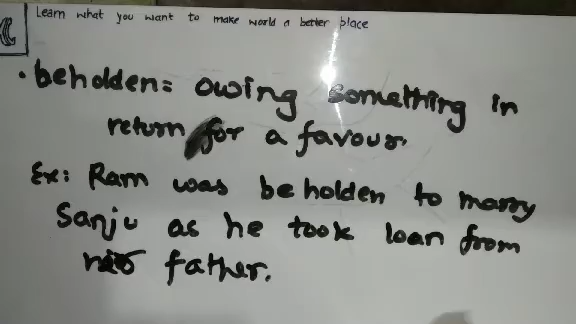 Learn what you want to make world a better place
• beholden = owing something in
return for a favour.
Ex: Ram was beholden to marry
Sanju as he took loan from
father.